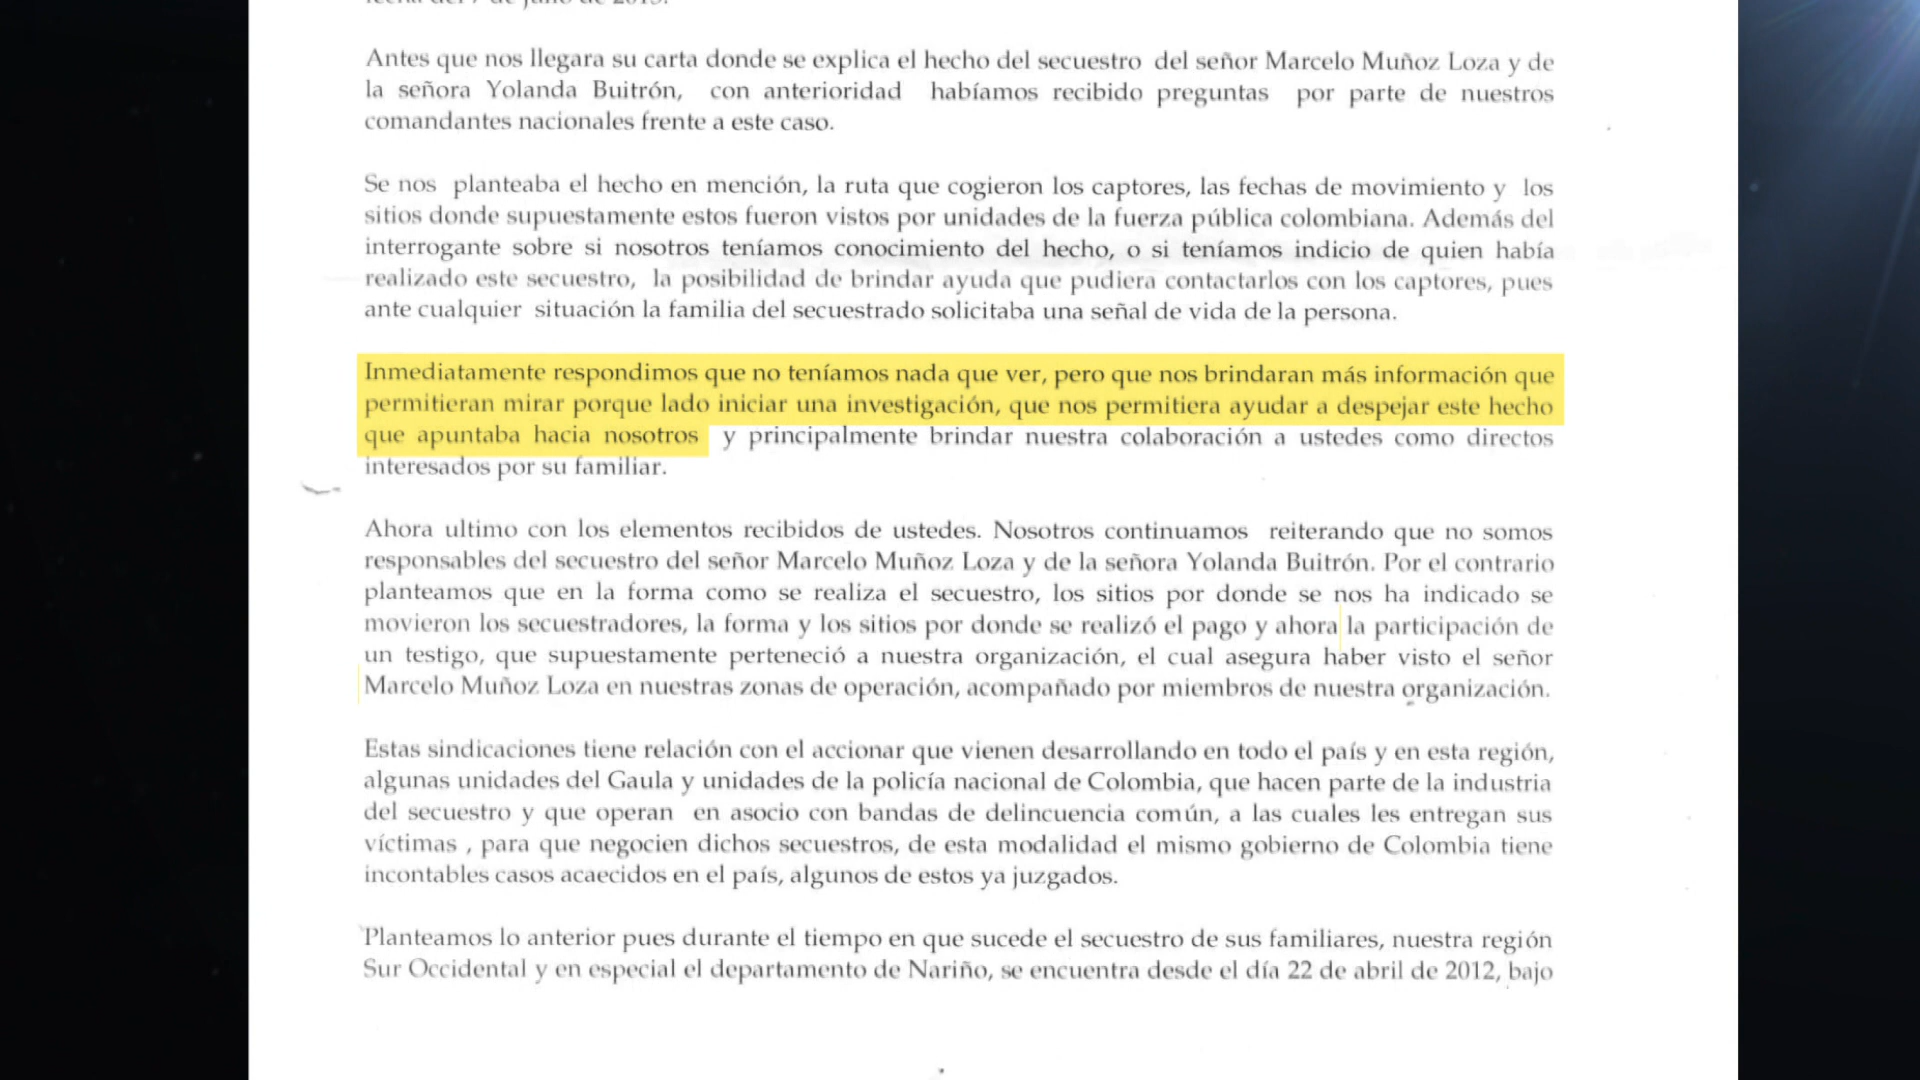 Antes que nos llegara su carta donde se explica el hecho del secuestro del señor Marcelo Muñoz Loza y de
la señora Yolanda Buitrón, con anterioridad habíamos recibido preguntas por parte de nuestros
comandantes nacionales frente a este caso.
Se nos planteaba el hecho en mención, la ruta que cogieron los captores, las fechas de movimiento y los
sitios donde supuestamente estos fueron vistos por unidades de la fuerza pública colombiana. Además del
interrogante sobre si nosotros teníamos conocimiento del hecho, o si teníamos indicio de quien había
realizado este secuestro, la posibilidad de brindar ayuda que pudiera contactarlos con los captores, pues
ante cualquier situación la familia del secuestrado solicitaba una señal de vida de la persona.
Inmediatamente respondimos que no teníamos nada que ver, pero que nos brindaran más información que
permitieran mirar porque lado iniciar una investigación, que nos permitiera ayudar a despejar este hecho
que apuntaba hacia nosotros y principalmente brindar nuestra colaboración a ustedes como directos
interesados por su familiar.
Ahora ultimo con los elementos recibidos de ustedes. Nosotros continuamos reiterando que no somos
responsables del secuestro del señor Marcelo Muñoz Loza y de la señora Yolanda Buitrón. Por el contrario
planteamos que en la forma como se realiza el secuestro, los sitios por donde se nos ha indicado se
movieron los secuestradores, la forma y los sitios por donde se realizó el pago y ahora la participación de
un testigo, que supuestamente perteneció a nuestra organización, el cual asegura haber visto el señor
Marcelo Muñoz Loza en nuestras zonas de operación, acompañado por miembros de nuestra organización.
Estas sindicaciones tiene relación con el accionar que vienen desarrollando en todo el país y en esta región,
algunas unidades del Gaula y unidades de la policía nacional de Colombia, que hacen parte de la industria
del secuestro y que operan en asocio con bandas de delincuencia común, a las cuales les entregan sus
víctimas , para que negocien dichos secuestros, de esta modalidad el mismo gobierno de Colombia tiene
incontables casos acaecidos en el país, algunos de estos ya juzgados.
Planteamos lo anterior pues durante el tiempo en que sucede el secuestro de sus familiares, nuestra región
Sur Occidental y en especial el departamento de Nariño, se encuentra desde el día 22 de abril de 2012, bajo